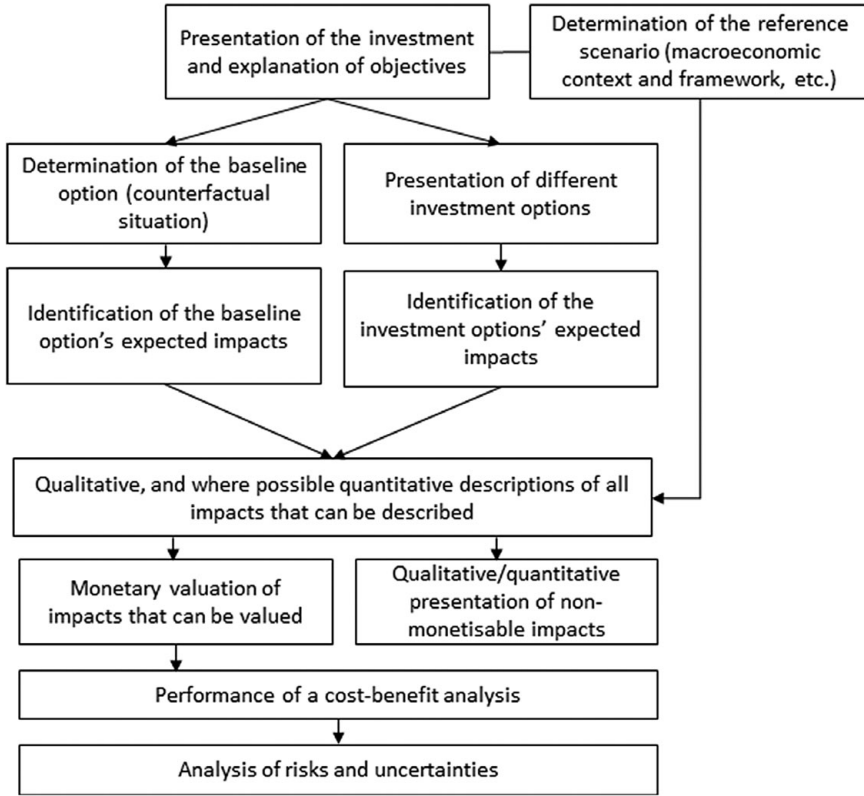 Presentation of the investment
and explanation of objectives
Determination of the reference
scenario (macroeconomic
context and framework, etc.)
Determination of the baseline
option (counterfactual
situation)
Presentation of different
investment options
Identification of the baseline
option's expected impacts
Identification of the
investment options' expected
impacts
Qualitative, and where possible quantitative descriptions of all
impacts that can be described
Monetary valuation of
impacts that can be valued
Qualitative/quantitative
presentation of non-
monetisable impacts
Performance of a cost-benefit analysis
Analysis of risks and uncertainties